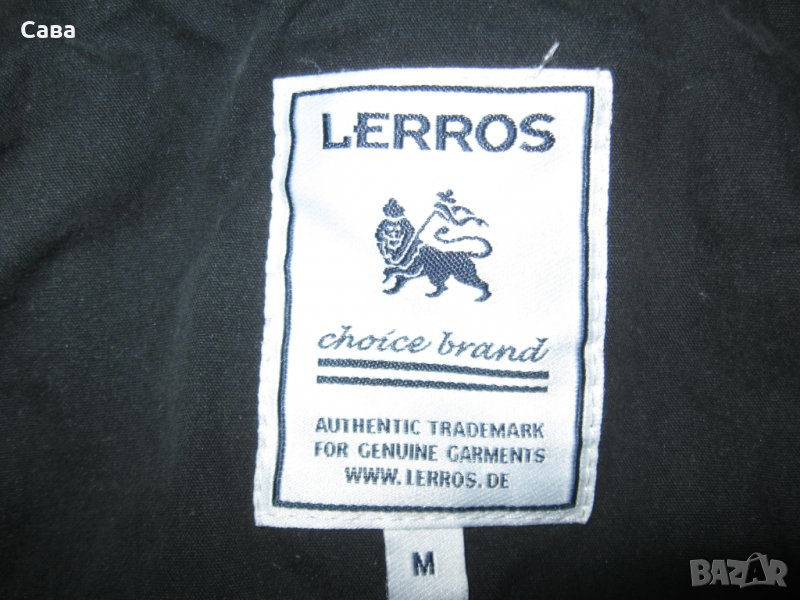 Сава
LERROS
choice brand
AUTHENTIC TRADEMARK
FOR GENUINE GARMENTS
WWW.LERROS.DE
M
BAZAR